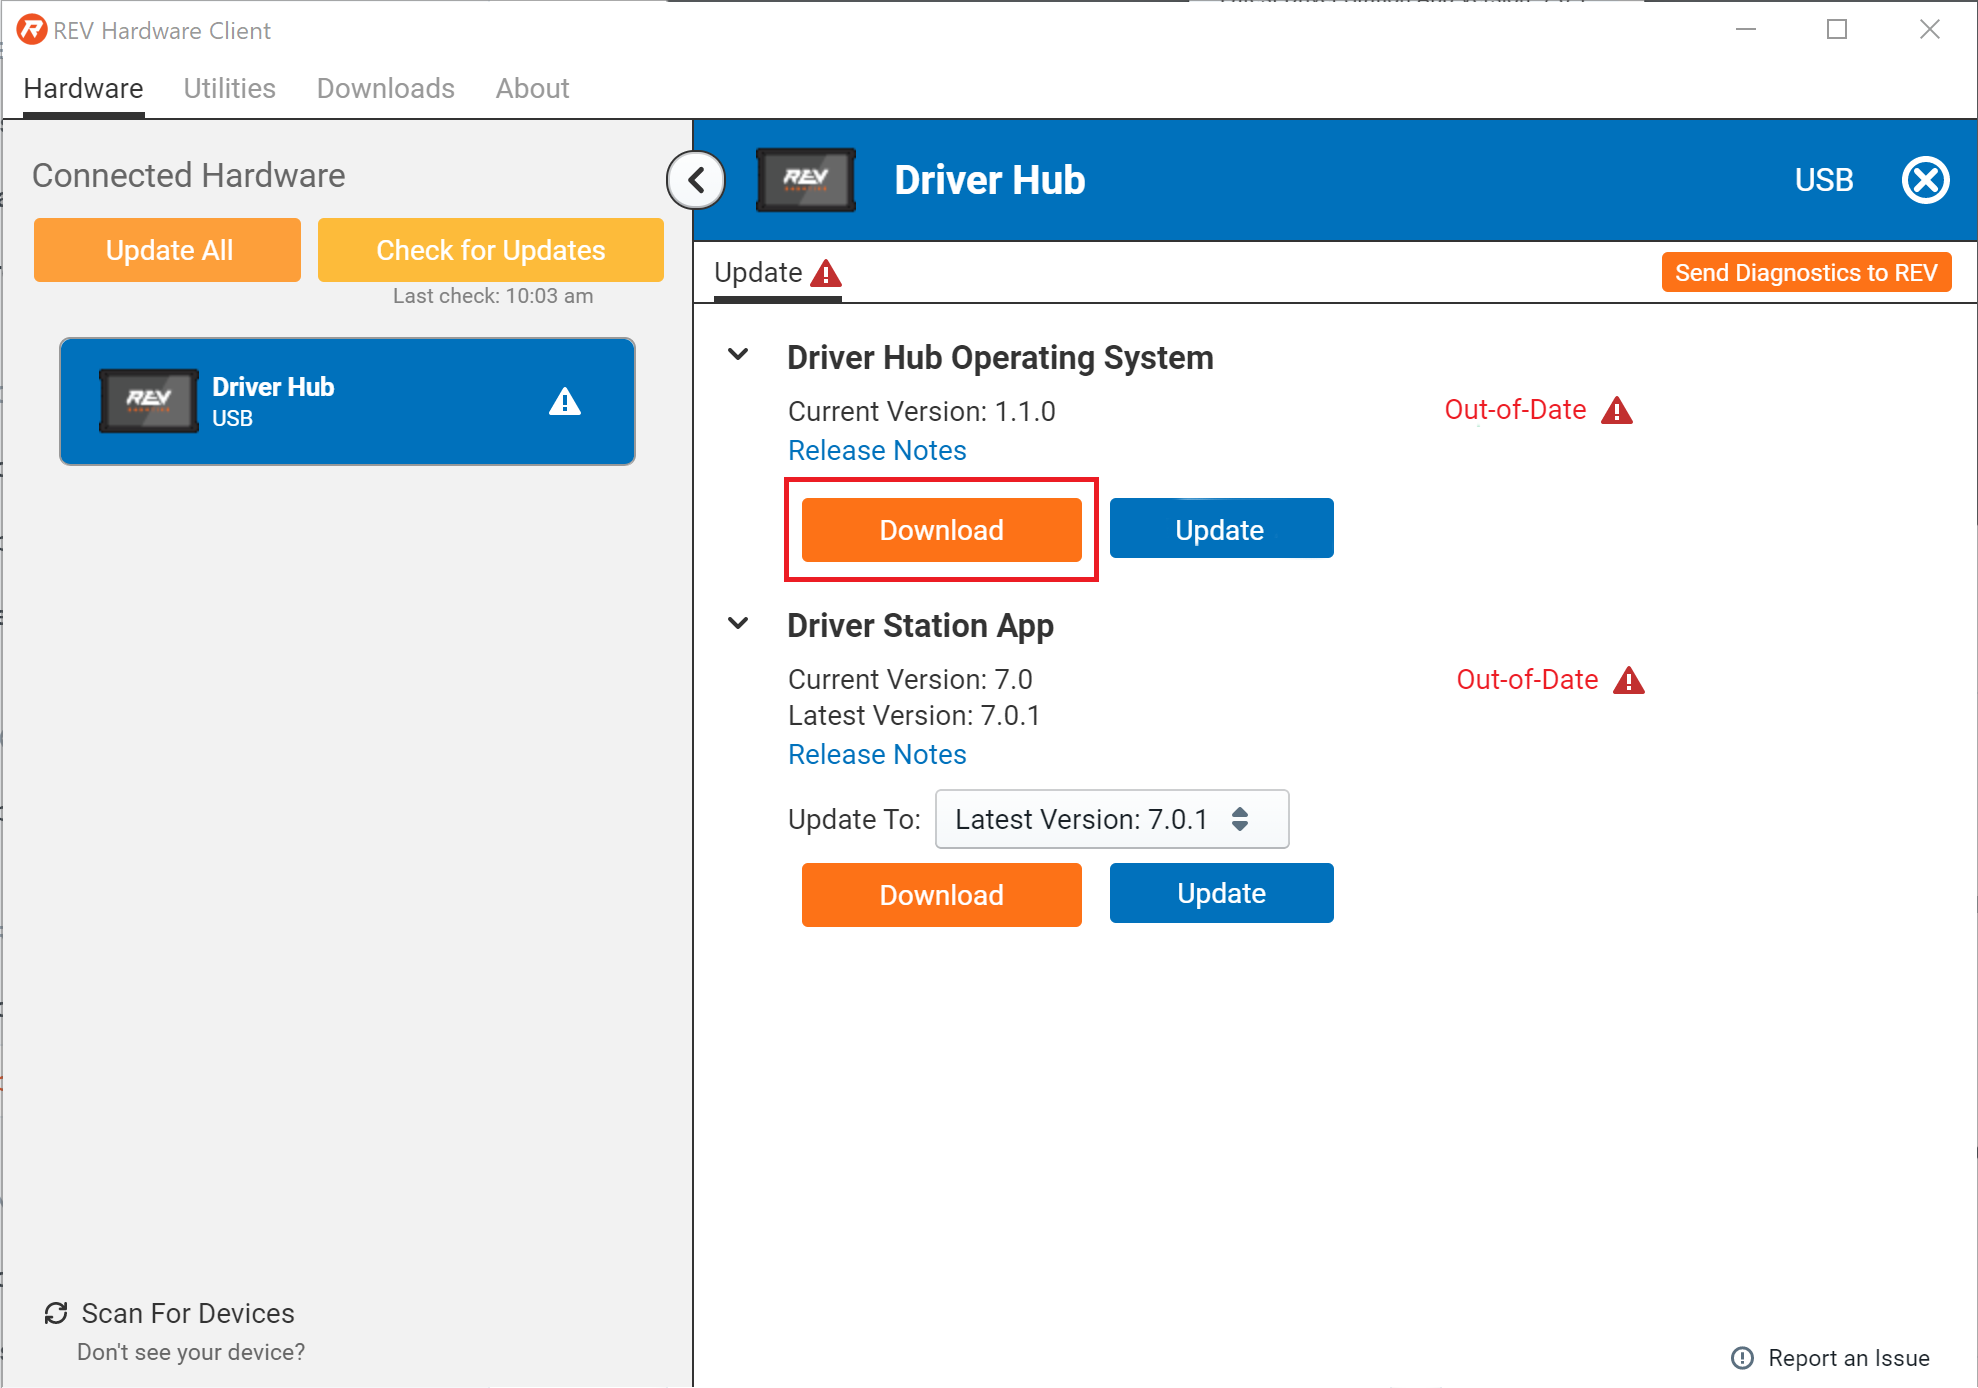 REV Hardware Client
Hardware Utilities Downloads About
Connected Hardware
Update All Check for Updates
Last check: 10:03 am
REV
Driver Hub
USB
REV
Driver Hub
USB
Update
Send Diagnostics to REV
Driver Hub Operating System
Current Version: 1.1.0
Out-of-Date
Release Notes
Download Update
Driver Station App
Current Version: 7.0
Out-of-Date
Latest Version: 7.0.1
Release Notes
Update To: Latest Version: 7.0.1
Download Update
Scan For Devices
Don't see your device?
Report an Issue